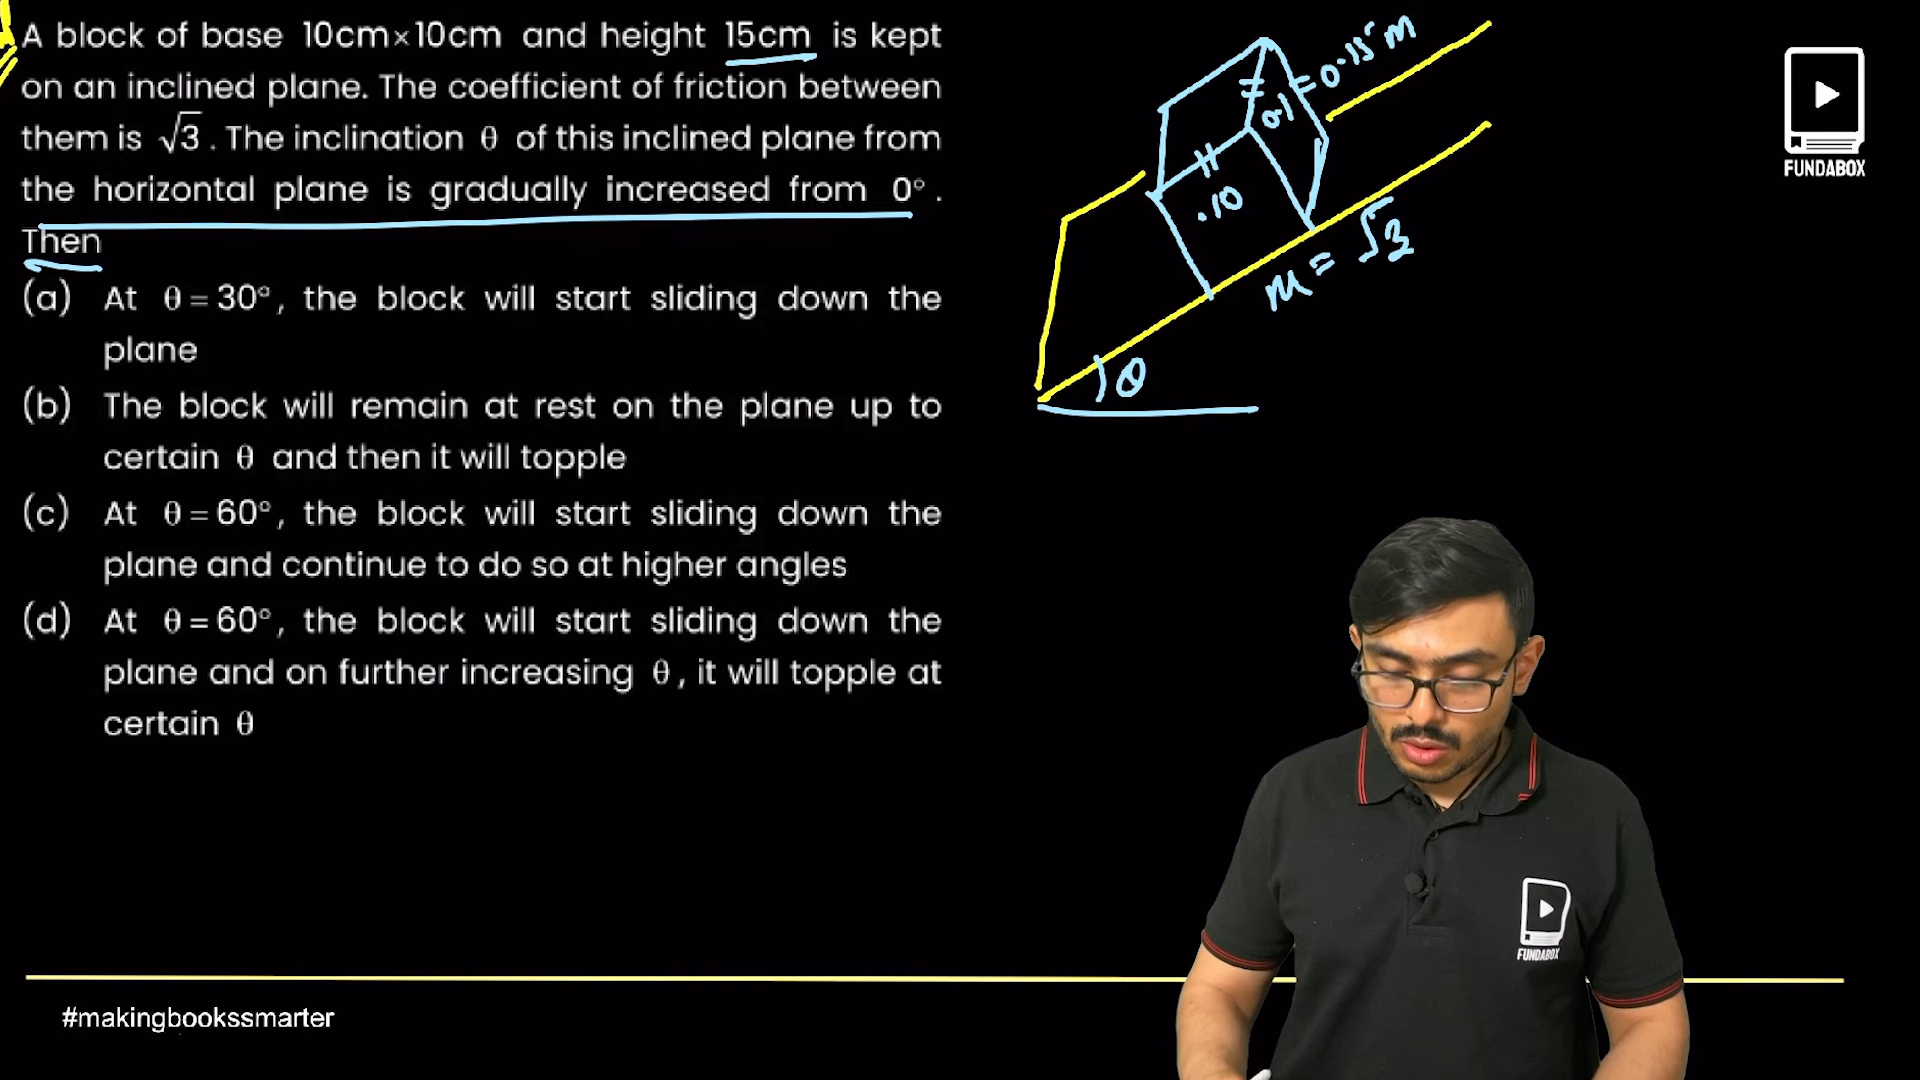 A block of base 10cm×10cm and height 15cm is kept
on an inclined plane. The coefficient of friction between
them is √3. The inclination θ of this inclined plane from
the horizontal plane is gradually increased from 0°.
Then
(a) At θ = 30°, the block will start sliding down the
plane
(b) The block will remain at rest on the plane up to
certain θ and then it will topple
(c) At θ = 60°, the block will start sliding down the
plane and continue to do so at higher angles
(d) At θ = 60°, the block will start sliding down the
plane and on further increasing θ, it will topple at
certain θ
= 0.15 m
0.1
.10
μ = √3
θ
FUNDABOX
FUNDABOX
#makingbookssmarter